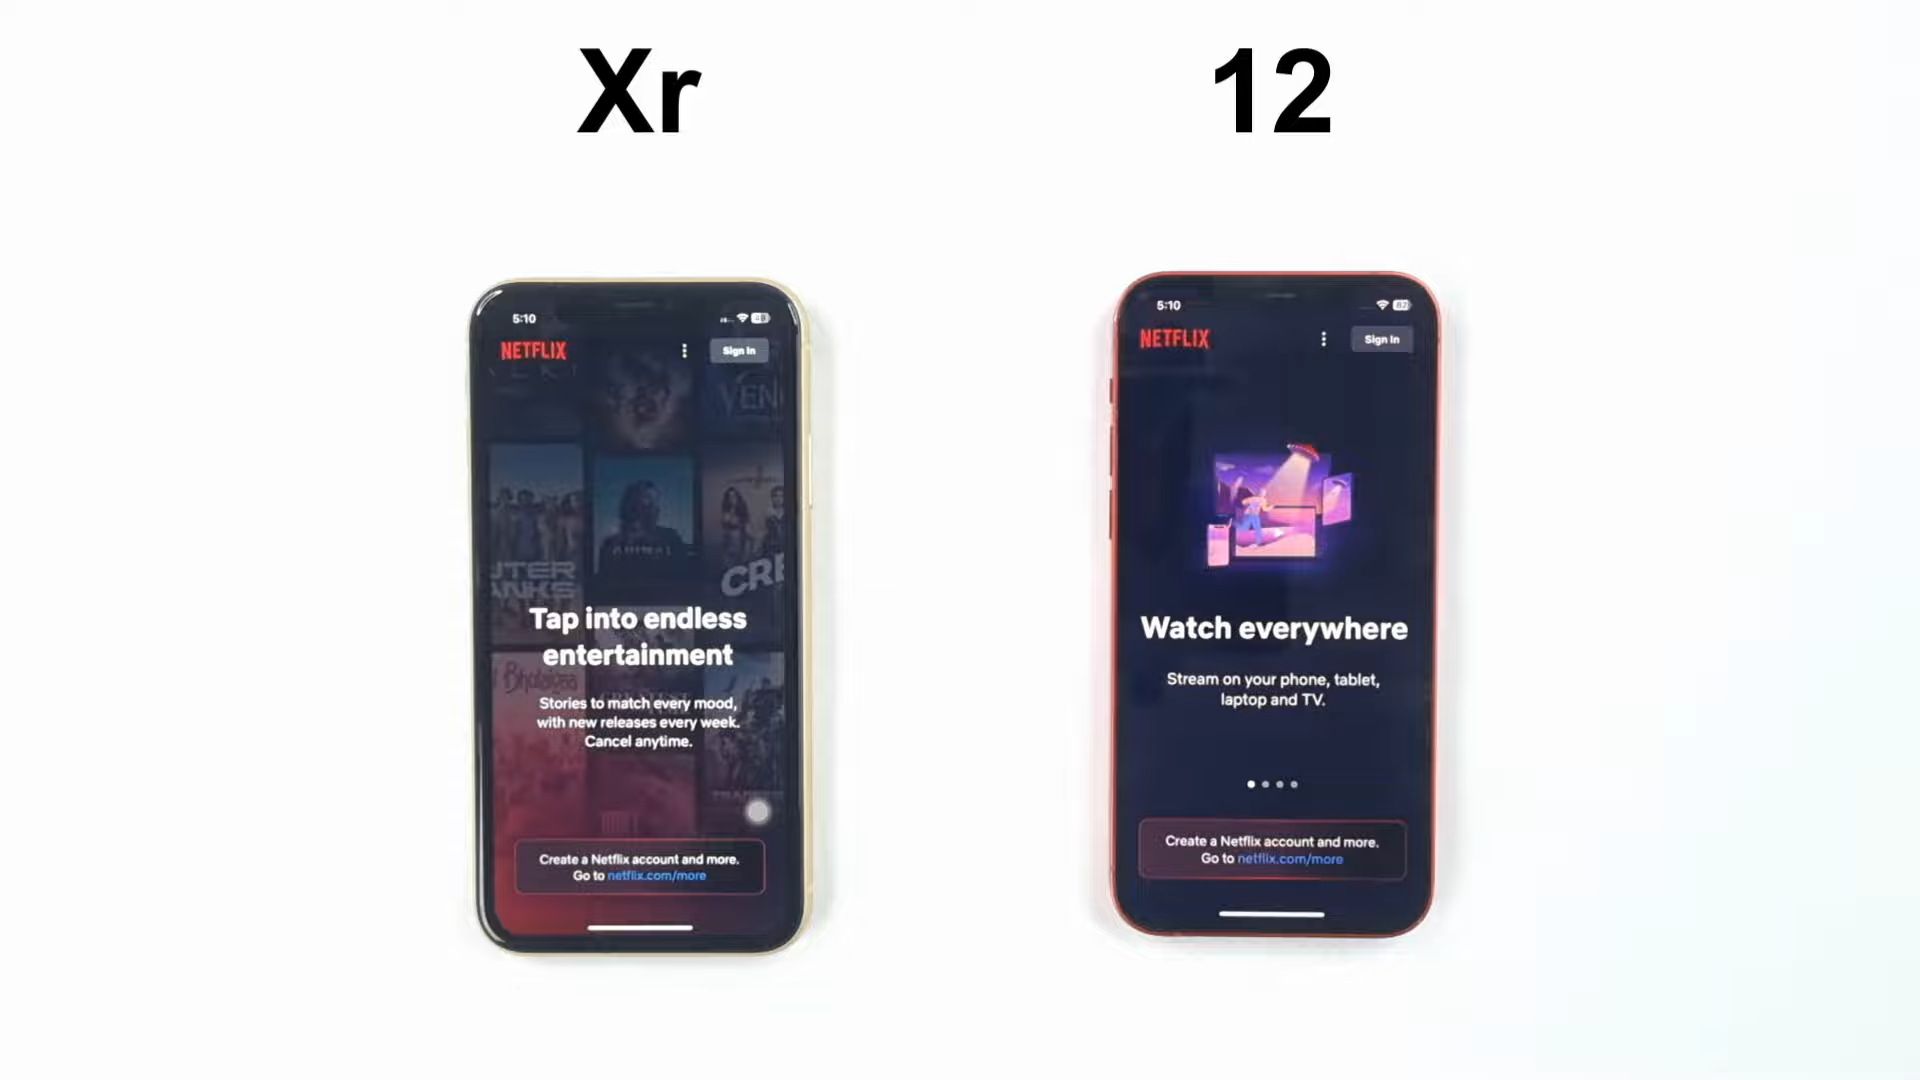 Xr
12
5:10
NETFLIX
Sign In
VEN
ANIMAL
CRE
Tap into endless
entertainment
Stories to match every mood,
with new releases every week.
Cancel anytime.
Create a Netflix account and more.
Go to netflix.com/more
5:10
NETFLIX
Sign In
Watch everywhere
Stream on your phone, tablet,
laptop and TV.
Create a Netflix account and more.
Go to netflix.com/more